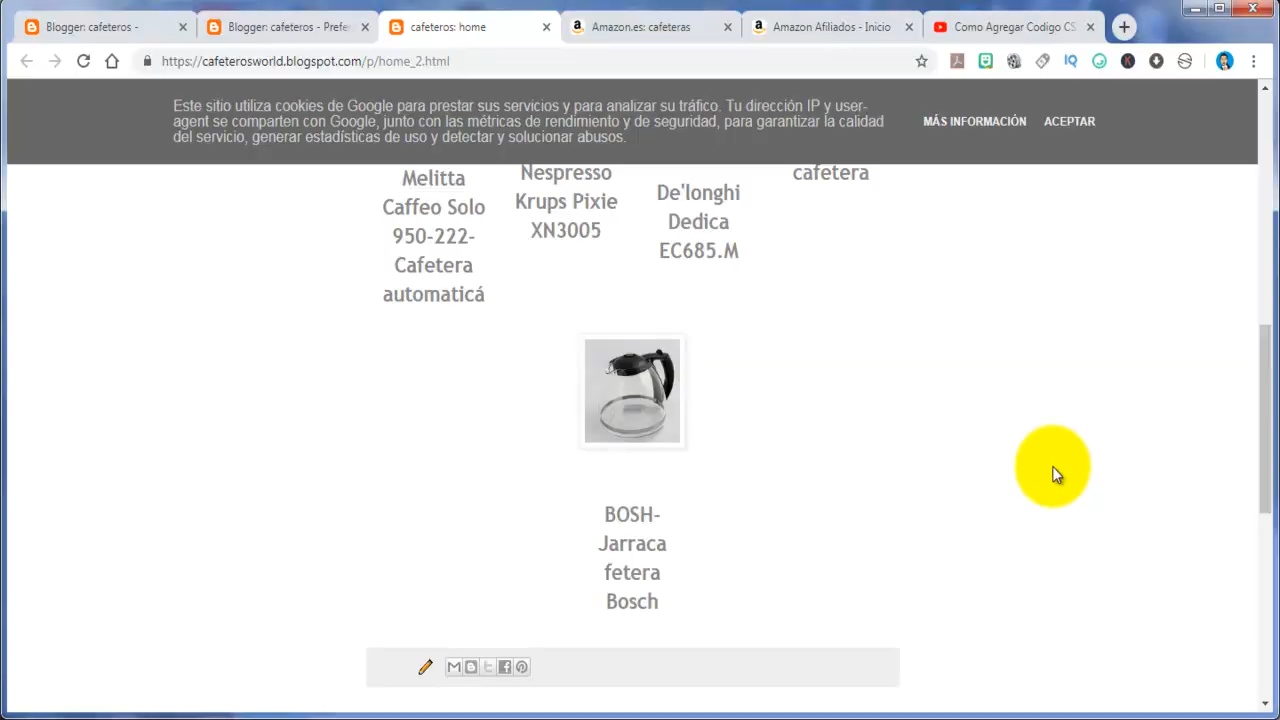 Blogger: cafeteros -
Blogger: cafeteros - Prefe
cafeteros: home
Amazon.es: cafeteras
Amazon Afiliados - Inicio
Como Agregar Codigo CS
https://cafeterosworld.blogspot.com/p/home_2.html
IQ
Este sitio utiliza cookies de Google para prestar sus servicios y para analizar su tráfico. Tu dirección IP y user-
agent se comparten con Google, junto con las métricas de rendimiento y de seguridad, para garantizar la calidad
del servicio, generar estadísticas de uso y detectar y solucionar abusos.
MÁS INFORMACIÓN
ACEPTAR
Melitta
Caffeo Solo
950-222-
Cafetera
automaticá
Nespresso
Krups Pixie
XN3005
De'longhi
Dedica
EC685.M
cafetera
BOSH-
Jarraca
fetera
Bosch